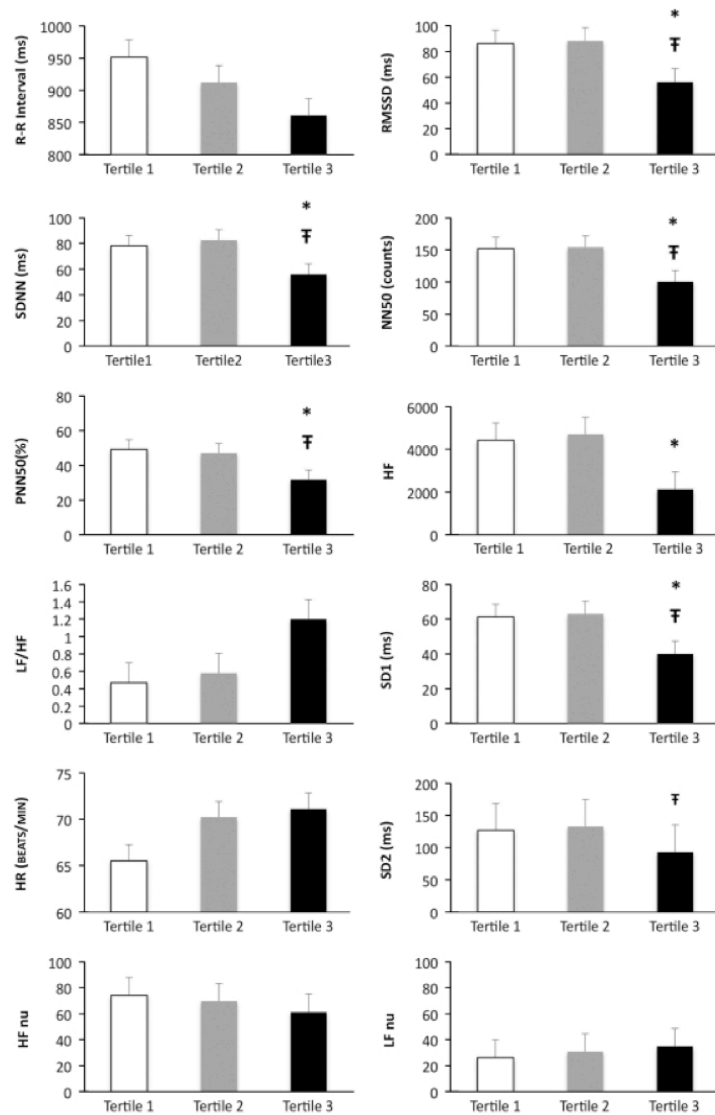 R-R Interval (ms)
1000
950
900
850
800
Tertile 1 Tertile 2 Tertile 3
RMSSD (ms)
100
80
60
40
20
0
*
Ŧ
Tertile 1 Tertile 2 Tertile 3
SDNN (ms)
100
80
60
40
20
0
*
Ŧ
Tertile1 Tertile2 Tertile3
NN50 (counts)
200
150
100
50
0
*
Ŧ
Tertile 1 Tertile 2 Tertile 3
PNN50(%)
80
60
40
20
0
*
Ŧ
Tertile 1 Tertile 2 Tertile 3
HF
6000
4000
2000
0
*
Tertile 1 Tertile 2 Tertile 3
LF/HF
1.6
1.4
1.2
1
0.8
0.6
0.4
0.2
0
Tertile 1 Tertile 2 Tertile 3
SD1 (ms)
80
60
40
20
0
*
Ŧ
Tertile 1 Tertile 2 Tertile 3
HR (BEATS/MIN)
75
70
65
60
Tertile 1 Tertile 2 Tertile 3
SD2 (ms)
200
150
100
50
0
Ŧ
Tertile 1 Tertile 2 Tertile 3
HF nu
100
80
60
40
20
0
Tertile 1 Tertile 2 Tertile 3
LF nu
100
80
60
40
20
0
Tertile 1 Tertile 2 Tertile 3